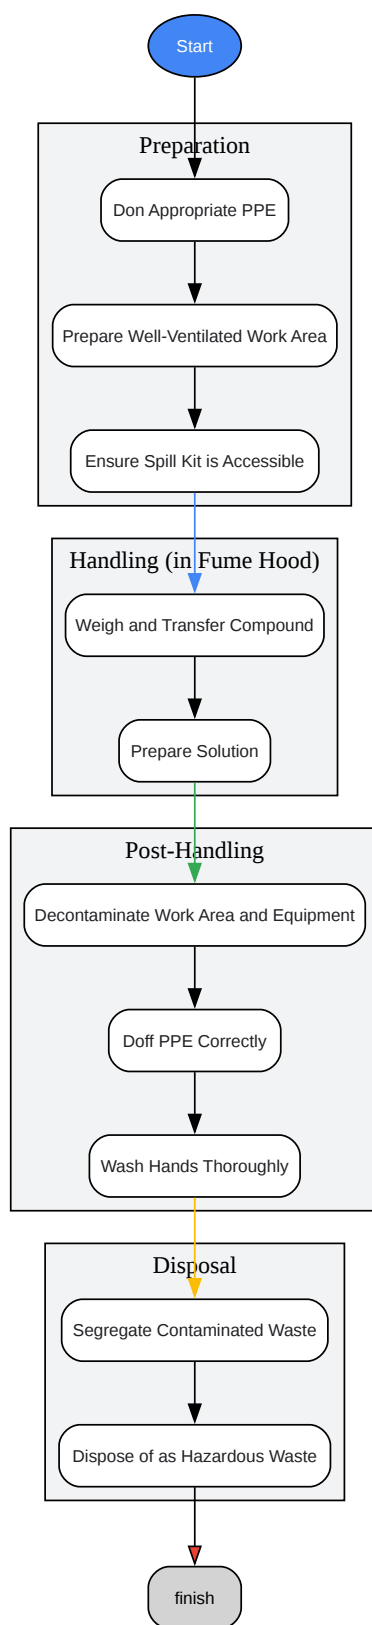 Start
Preparation
Don Appropriate PPE
Prepare Well-Ventilated Work Area
Ensure Spill Kit is Accessible
Handling (in Fume Hood)
Weigh and Transfer Compound
Prepare Solution
Post-Handling
Decontaminate Work Area and Equipment
Doff PPE Correctly
Wash Hands Thoroughly
Disposal
Segregate Contaminated Waste
Dispose of as Hazardous Waste
finish